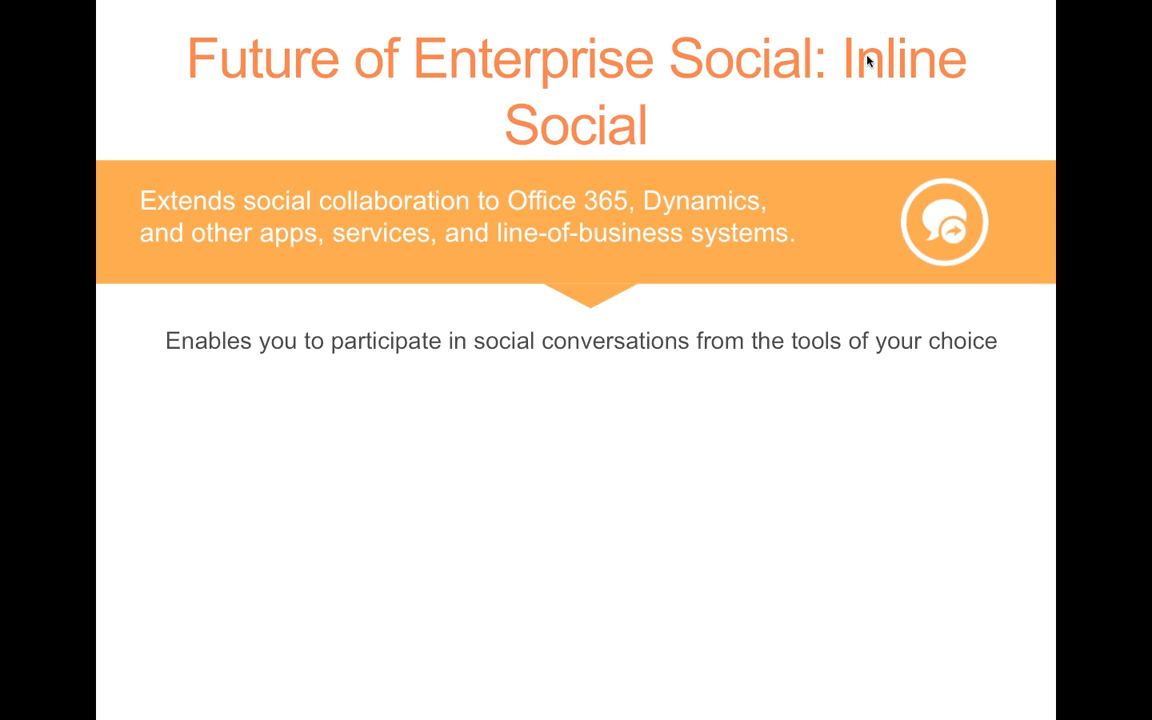 Future of Enterprise Social: Inline
Social
Extends social collaboration to Office 365, Dynamics,
and other apps, services, and line-of-business systems.
Enables you to participate in social conversations from the tools of your choice